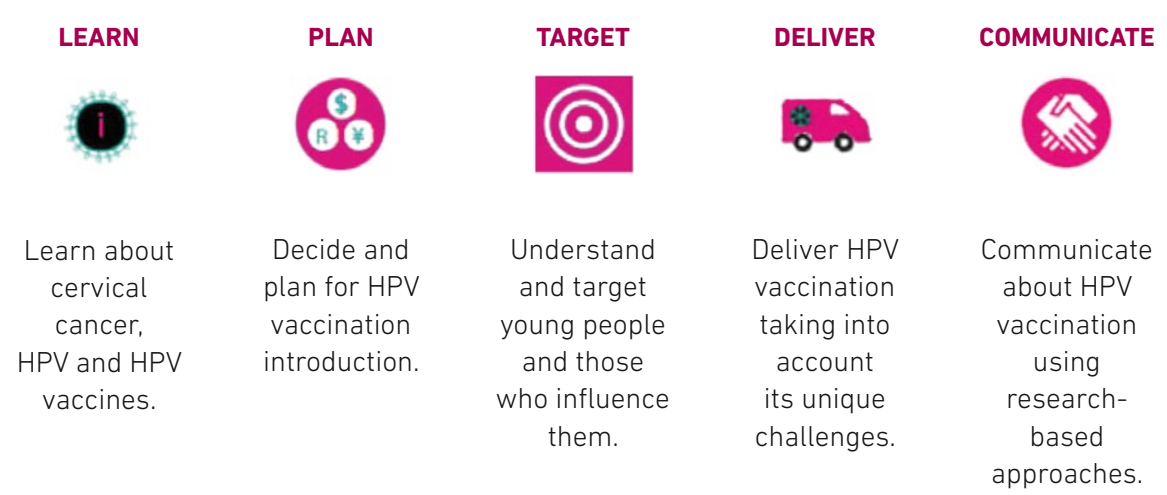 LEARN
PLAN
TARGET
DELIVER
COMMUNICATE
i
$
R ¥
Learn about
cervical
cancer,
HPV and HPV
vaccines.
Decide and
plan for HPV
vaccination
introduction.
Understand
and target
young people
and those
who influence
them.
Deliver HPV
vaccination
taking into
account
its unique
challenges.
Communicate
about HPV
vaccination
using
research-
based
approaches.